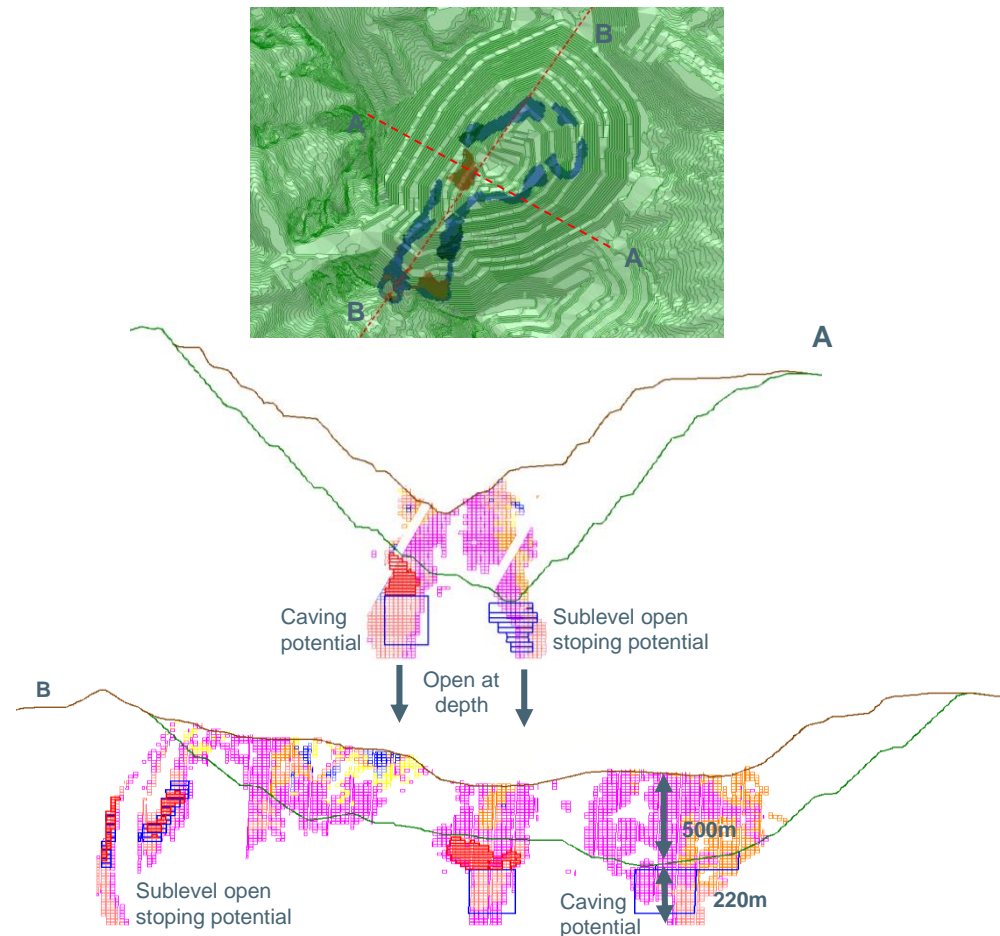 B
A
A
B
A
Caving
potential
Sublevel open
stoping potential
Open at
depth
B
500m
Sublevel open
stoping potential
Caving
potential
220m